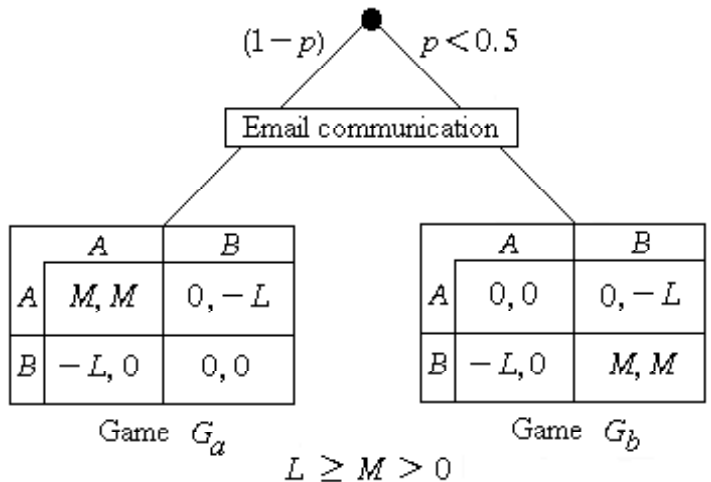 (1−p) p<0.5
Email communication
A B
A M, M 0, −L
B −L, 0 0, 0
Game G_a
A B
A 0, 0 0, −L
B −L, 0 M, M
Game G_b
L ≥ M > 0